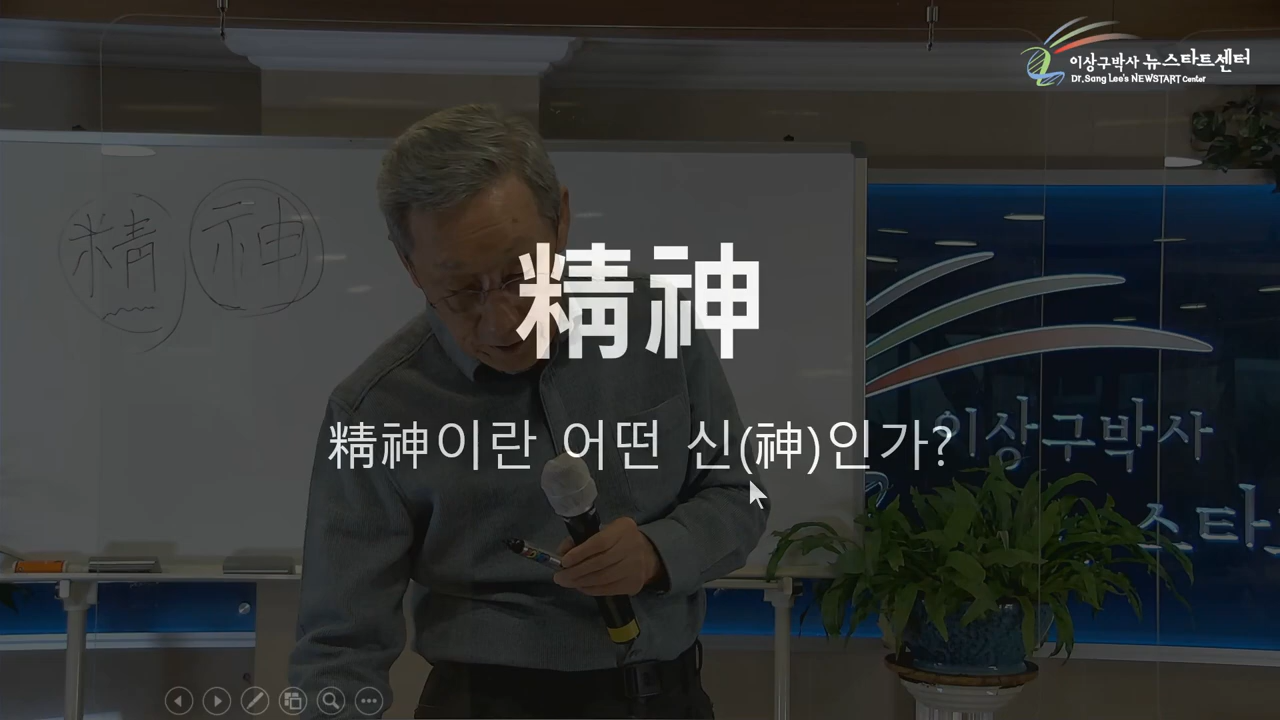 이상구박사 뉴스타트센터
Dr. Sang Lee's NEWSTART Center
精神
精神
精神이란 어떤 신(神)인가?
이상구박사
스타